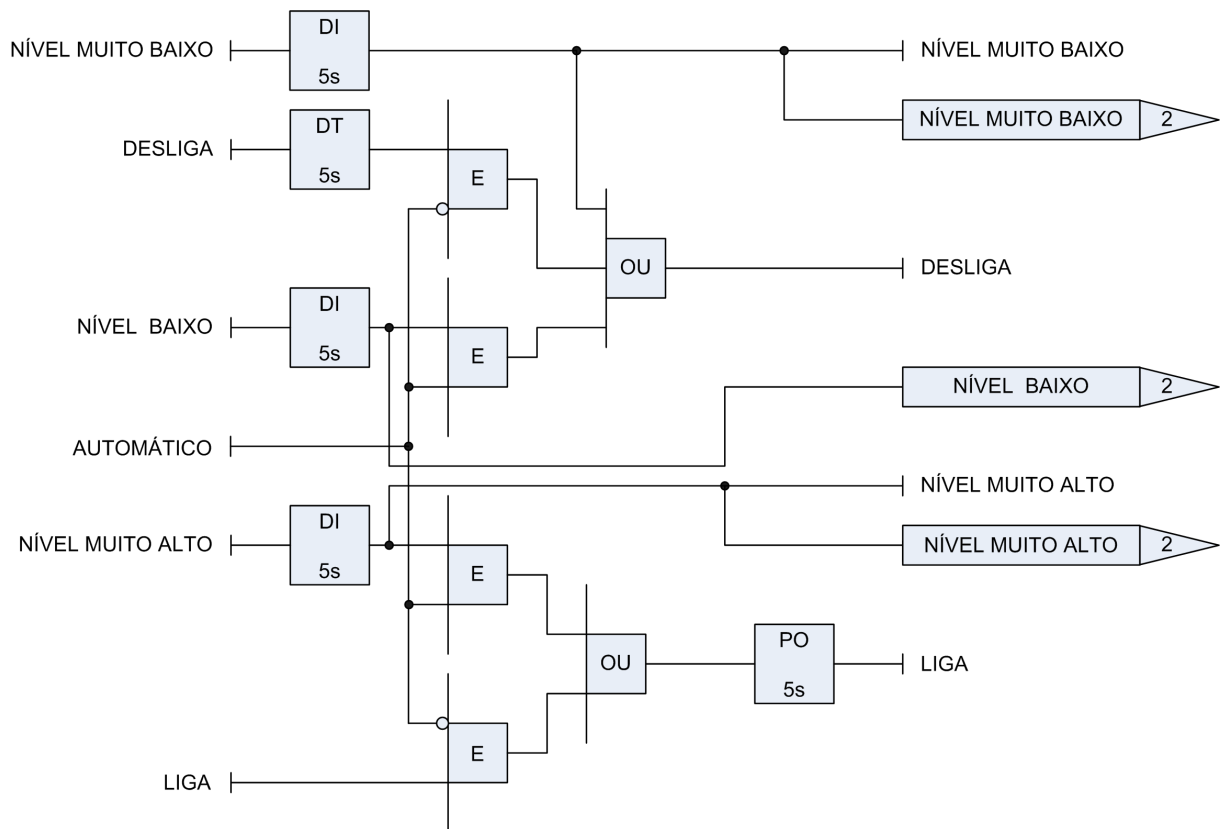 DI
NÍVEL MUITO BAIXO
NÍVEL MUITO BAIXO
5s
NÍVEL MUITO BAIXO 2
DT
DESLIGA
5s
E
OU
DESLIGA
DI
NÍVEL BAIXO
5s
E
NÍVEL BAIXO 2
AUTOMÁTICO
NÍVEL MUITO ALTO
DI
NÍVEL MUITO ALTO
5s
NÍVEL MUITO ALTO 2
E
PO
OU
LIGA
5s
E
LIGA